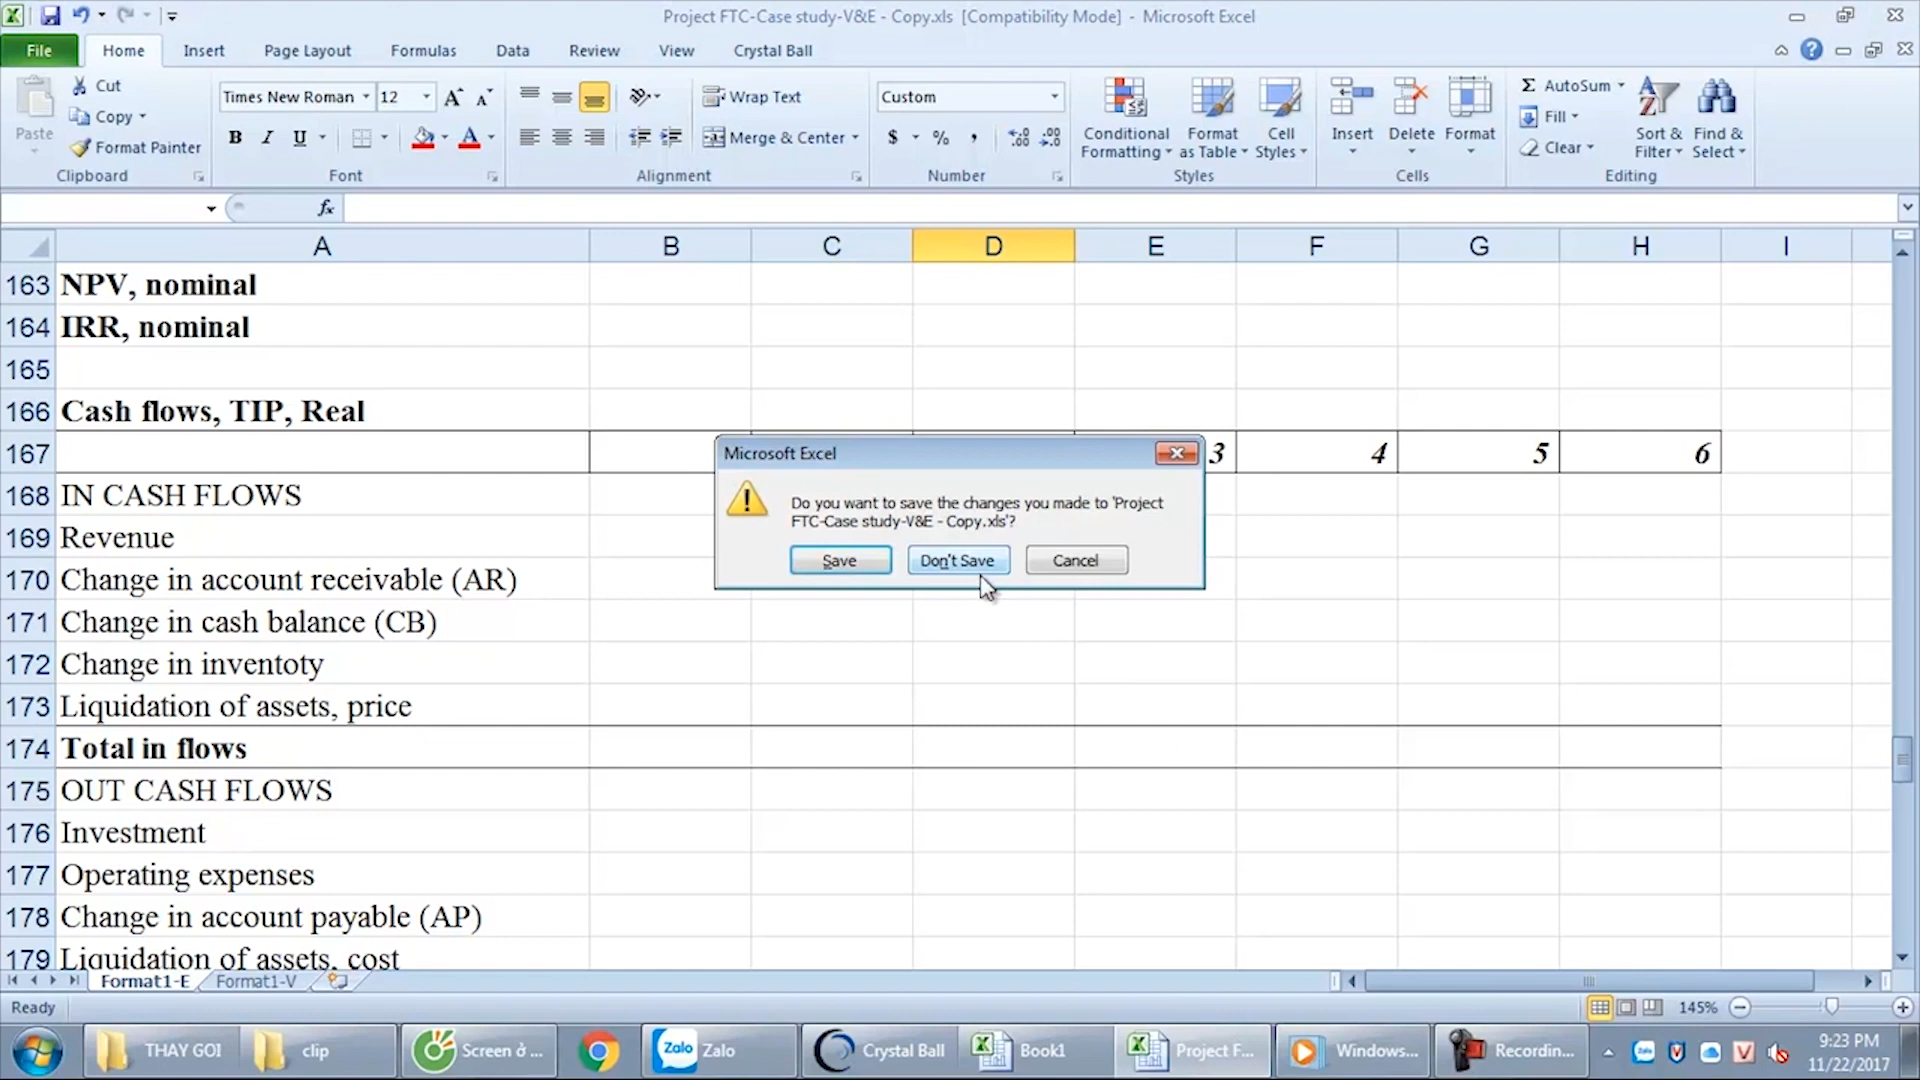 Project FTC-Case study-V&E - Copy.xls [Compatibility Mode] - Microsoft Excel
File Home Insert Page Layout Formulas Data Review View Crystal Ball
Paste
Cut
Copy
Format Painter
Clipboard
Times New Roman 12
B I U
Font
Wrap Text
Merge & Center
Alignment
Custom
$ % ,
Number
Conditional Formatting
Format as Table
Cell Styles
Styles
Insert Delete Format
Cells
AutoSum
Fill
Clear
Sort & Filter
Find & Select
Editing
fx
A B C D E F G H I
163 NPV, nominal
164 IRR, nominal
165
166 Cash flows, TIP, Real
167 3 4 5 6
168 IN CASH FLOWS
169 Revenue
170 Change in account receivable (AR)
171 Change in cash balance (CB)
172 Change in inventoty
173 Liquidation of assets, price
174 Total in flows
175 OUT CASH FLOWS
176 Investment
177 Operating expenses
178 Change in account payable (AP)
179 Liquidation of assets, cost
Microsoft Excel
Do you want to save the changes you made to 'Project
FTC-Case study-V&E - Copy.xls'?
Save Don't Save Cancel
Format1-E Format1-V
Ready 145%
THAY GOI clip Screen ở ... Zalo Zalo Crystal Ball Book1 Project F... Windows... Recordin...
9:23 PM
11/22/2017